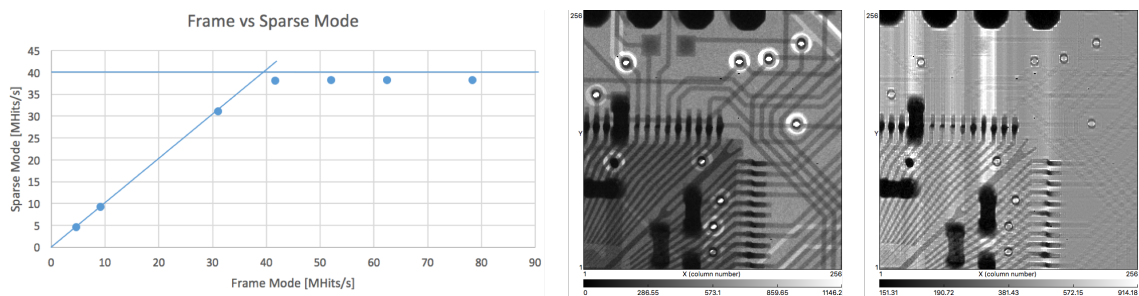 Frame vs Sparse Mode
Sparse Mode [MHits/s]
45
40
35
30
25
20
15
10
5
0
0 10 20 30 40 50 60 70 80 90
Frame Mode [MHits/s]
256
Y
1
1 X (column number) 256
0 286.55 573.1 859.65 1146.2
256
Y
1
1 X (column number) 256
151.31 190.72 381.43 572.15 914.18